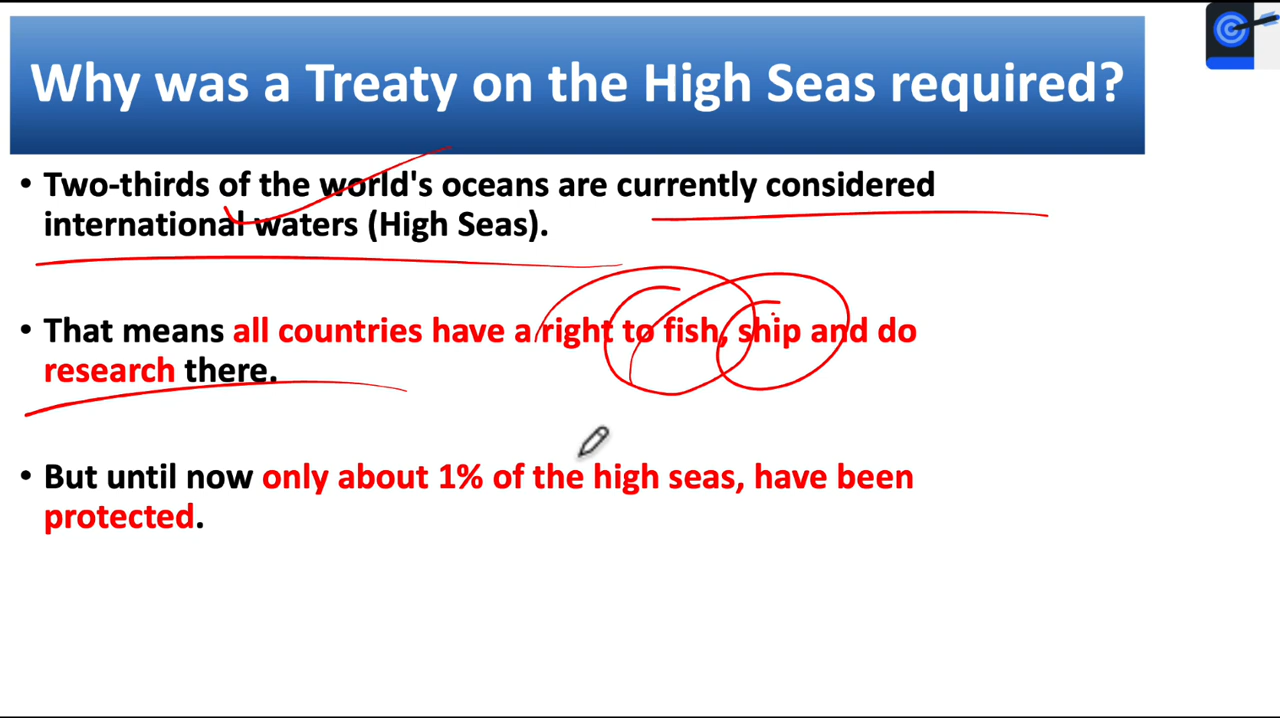 Why was a Treaty on the High Seas required?
• Two-thirds of the world's oceans are currently considered
international waters (High Seas).
• That means all countries have a right to fish, ship and do
research there.
• But until now only about 1% of the high seas, have been
protected.